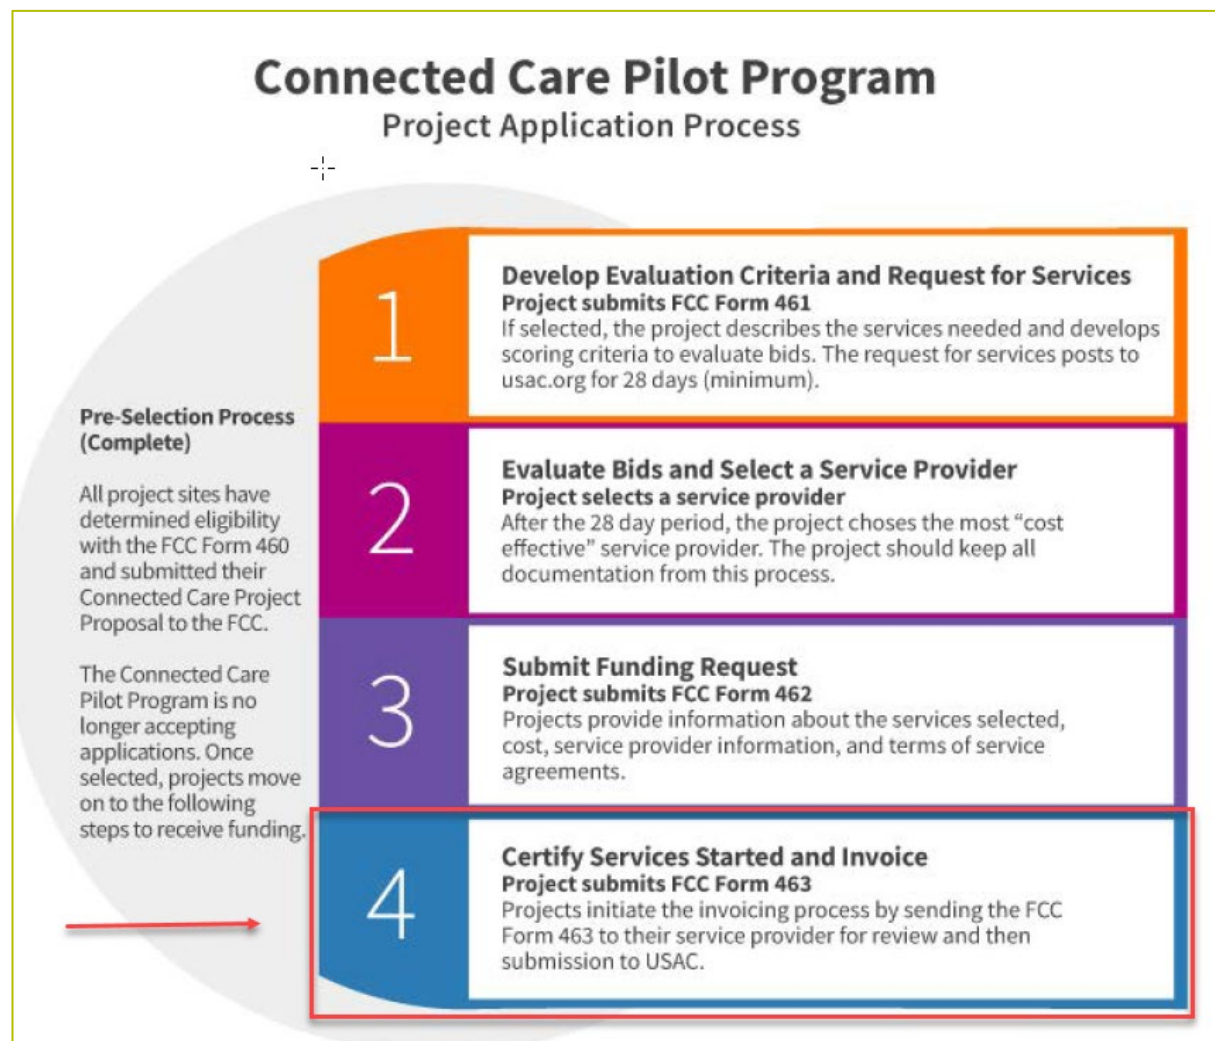 Connected Care Pilot Program
Project Application Process
Pre-Selection Process
(Complete)
All project sites have
determined eligibility
with the FCC Form 460
and submitted their
Connected Care Project
Proposal to the FCC.
The Connected Care
Pilot Program is no
longer accepting
applications. Once
selected, projects move
on to the following
steps to receive funding.
1
Develop Evaluation Criteria and Request for Services
Project submits FCC Form 461
If selected, the project describes the services needed and develops
scoring criteria to evaluate bids. The request for services posts to
usac.org for 28 days (minimum).
2
Evaluate Bids and Select a Service Provider
Project selects a service provider
After the 28 day period, the project choses the most “cost
effective” service provider. The project should keep all
documentation from this process.
3
Submit Funding Request
Project submits FCC Form 462
Projects provide information about the services selected,
cost, service provider information, and terms of service
agreements.
4
Certify Services Started and Invoice
Project submits FCC Form 463
Projects initiate the invoicing process by sending the FCC
Form 463 to their service provider for review and then
submission to USAC.